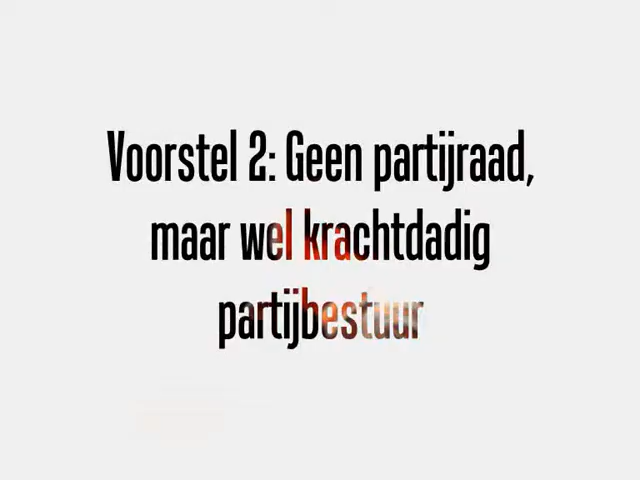 Voorstel 2: Geen partijraad,
maar wel krachtdadig
partijbestuur